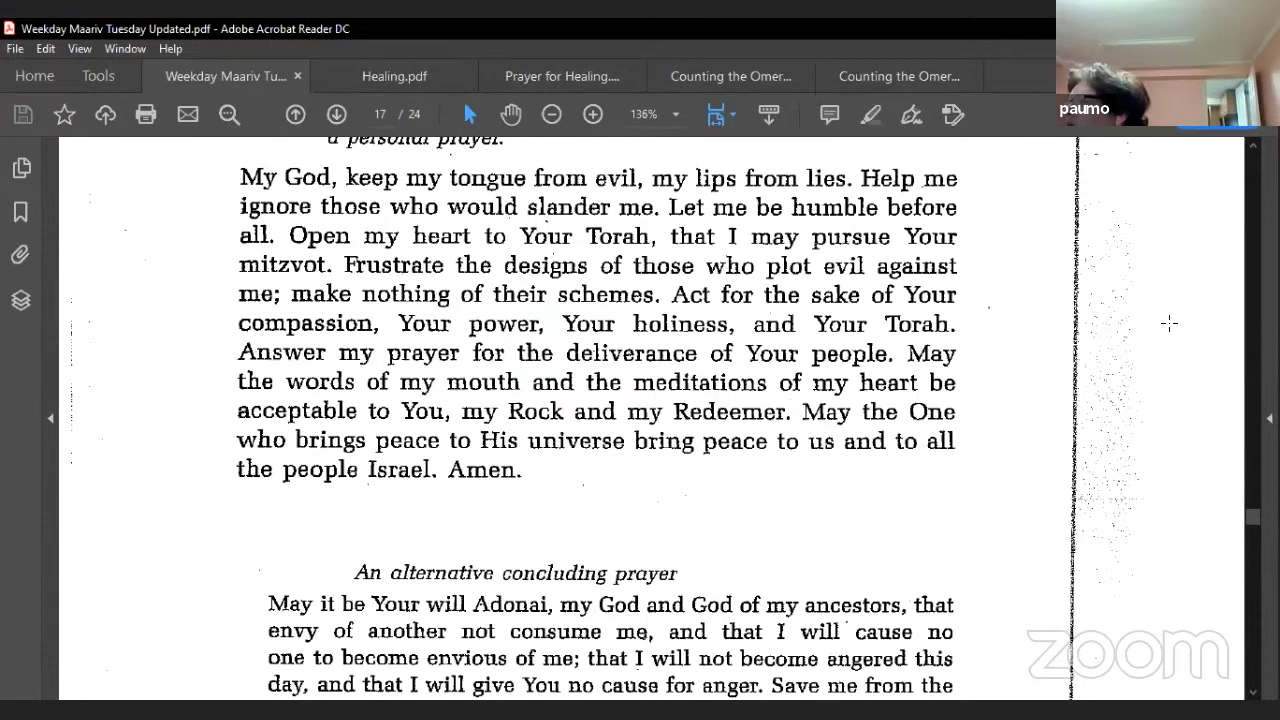 Weekday Maariv Tuesday Updated.pdf - Adobe Acrobat Reader DC
File Edit View Window Help
Home Tools Weekday Maariv Tu... × Healing.pdf Prayer for Healing.... Counting the Omer... Counting the Omer...
17 / 24 136%
paumo
a personal prayer.
My God, keep my tongue from evil, my lips from lies. Help me
ignore those who would slander me. Let me be humble before
all. Open my heart to Your Torah, that I may pursue Your
mitzvot. Frustrate the designs of those who plot evil against
me; make nothing of their schemes. Act for the sake of Your
compassion, Your power, Your holiness, and Your Torah.
Answer my prayer for the deliverance of Your people. May
the words of my mouth and the meditations of my heart be
acceptable to You, my Rock and my Redeemer. May the One
who brings peace to His universe bring peace to us and to all
the people Israel. Amen.
An alternative concluding prayer
May it be Your will Adonai, my God and God of my ancestors, that
envy of another not consume me, and that I will cause no
one to become envious of me; that I will not become angered this
day, and that I will give You no cause for anger. Save me from the
zoom